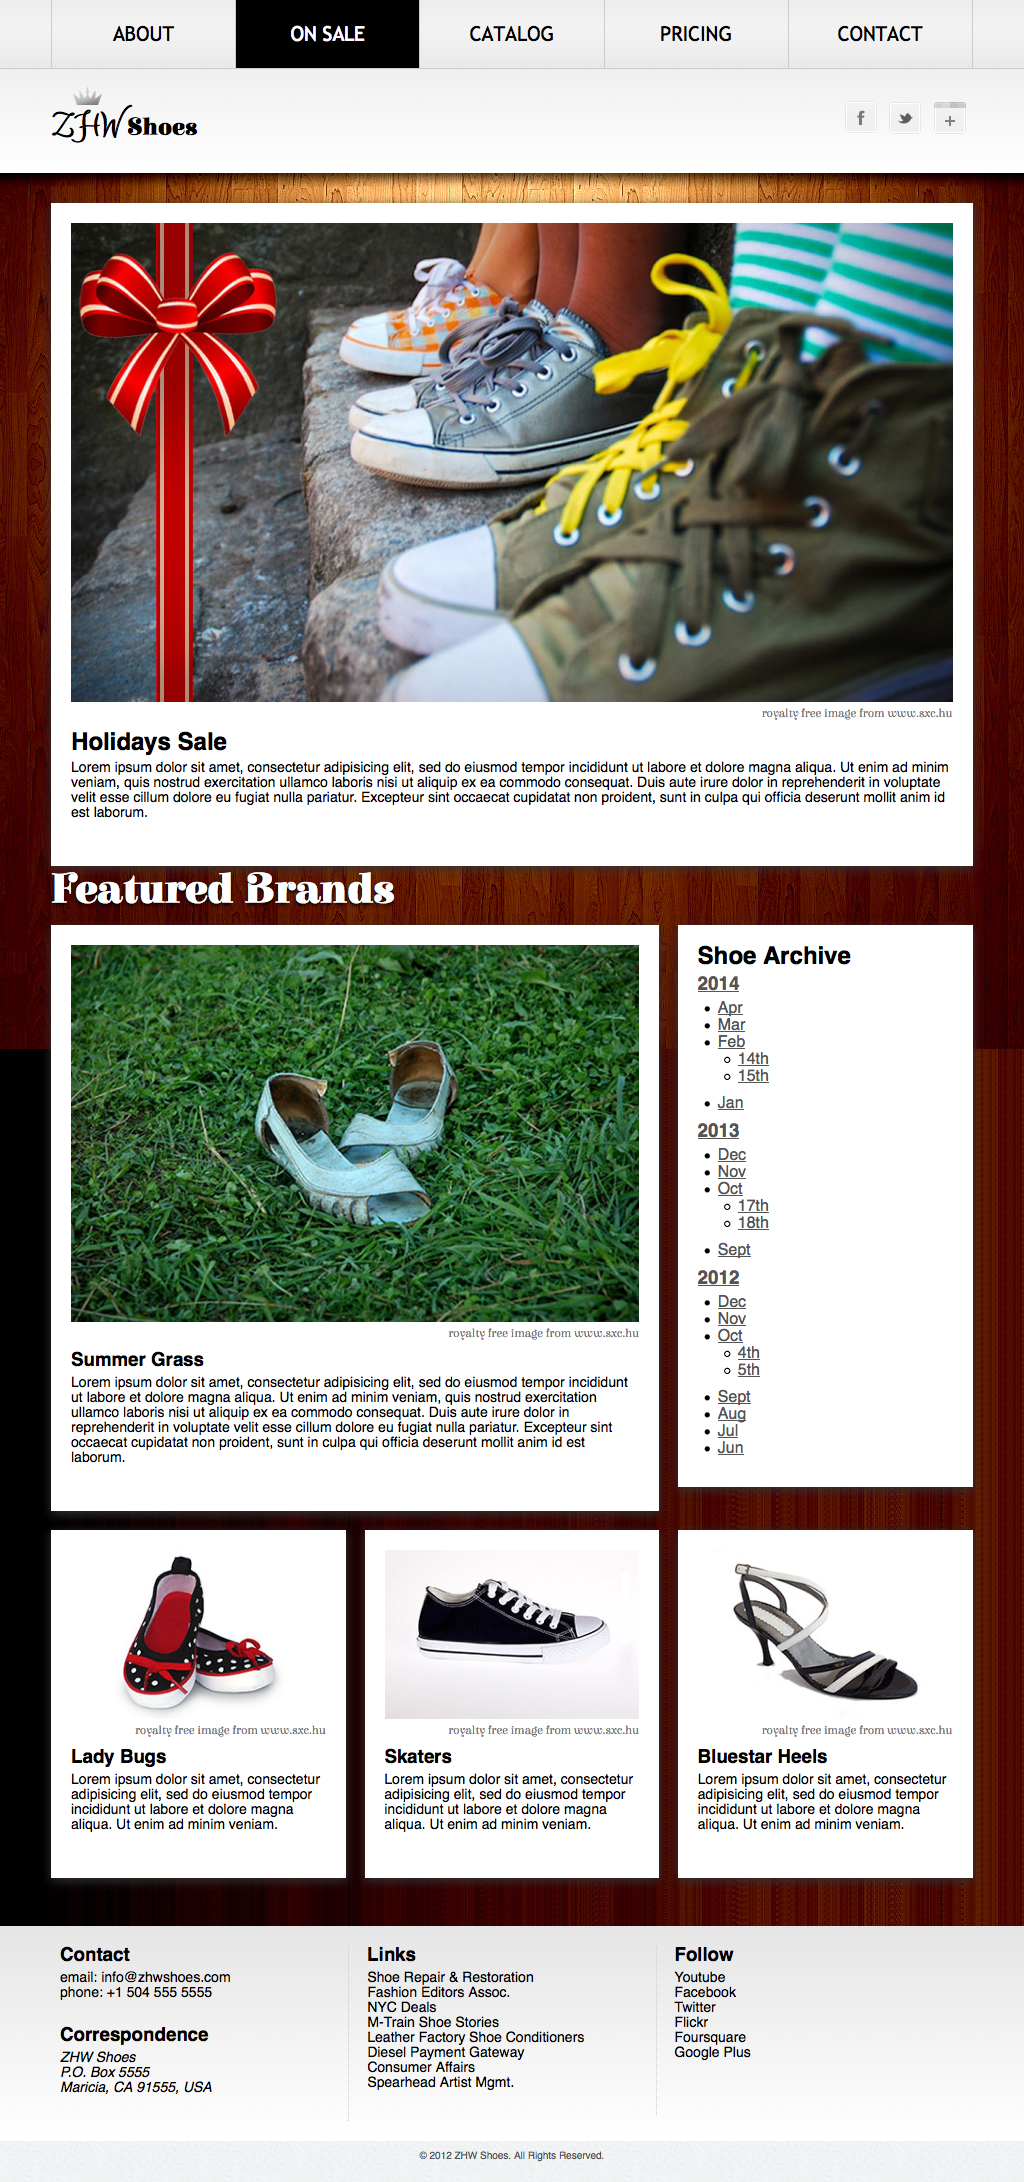 ABOUT
ON SALE
CATALOG
PRICING
CONTACT
ZHW Shoes
f
+
royalty free image from www.sxc.hu
Holidays Sale
Lorem ipsum dolor sit amet, consectetur adipisicing elit, sed do eiusmod tempor incididunt ut labore et dolore magna aliqua. Ut enim ad minim
veniam, quis nostrud exercitation ullamco laboris nisi ut aliquip ex ea commodo consequat. Duis aute irure dolor in reprehenderit in voluptate
velit esse cillum dolore eu fugiat nulla pariatur. Excepteur sint occaecat cupidatat non proident, sunt in culpa qui officia deserunt mollit anim id
est laborum.
Featured Brands
royalty free image from www.sxc.hu
Summer Grass
Lorem ipsum dolor sit amet, consectetur adipisicing elit, sed do eiusmod tempor incididunt
ut labore et dolore magna aliqua. Ut enim ad minim veniam, quis nostrud exercitation
ullamco laboris nisi ut aliquip ex ea commodo consequat. Duis aute irure dolor in
reprehenderit in voluptate velit esse cillum dolore eu fugiat nulla pariatur. Excepteur sint
occaecat cupidatat non proident, sunt in culpa qui officia deserunt mollit anim id est
laborum.
Shoe Archive
2014
Apr
Mar
Feb
14th
15th
Jan
2013
Dec
Nov
Oct
17th
18th
Sept
2012
Dec
Nov
Oct
4th
5th
Sept
Aug
Jul
Jun
royalty free image from www.sxc.hu
Lady Bugs
Lorem ipsum dolor sit amet, consectetur
adipisicing elit, sed do eiusmod tempor
incididunt ut labore et dolore magna
aliqua. Ut enim ad minim veniam.
royalty free image from www.sxc.hu
Skaters
Lorem ipsum dolor sit amet, consectetur
adipisicing elit, sed do eiusmod tempor
incididunt ut labore et dolore magna
aliqua. Ut enim ad minim veniam.
royalty free image from www.sxc.hu
Bluestar Heels
Lorem ipsum dolor sit amet, consectetur
adipisicing elit, sed do eiusmod tempor
incididunt ut labore et dolore magna
aliqua. Ut enim ad minim veniam.
Contact
email: info@zhwshoes.com
phone: +1 504 555 5555
Correspondence
ZHW Shoes
P.O. Box 5555
Maricia, CA 91555, USA
Links
Shoe Repair & Restoration
Fashion Editors Assoc.
NYC Deals
M-Train Shoe Stories
Leather Factory Shoe Conditioners
Diesel Payment Gateway
Consumer Affairs
Spearhead Artist Mgmt.
Follow
Youtube
Facebook
Twitter
Flickr
Foursquare
Google Plus
© 2012 ZHW Shoes. All Rights Reserved.